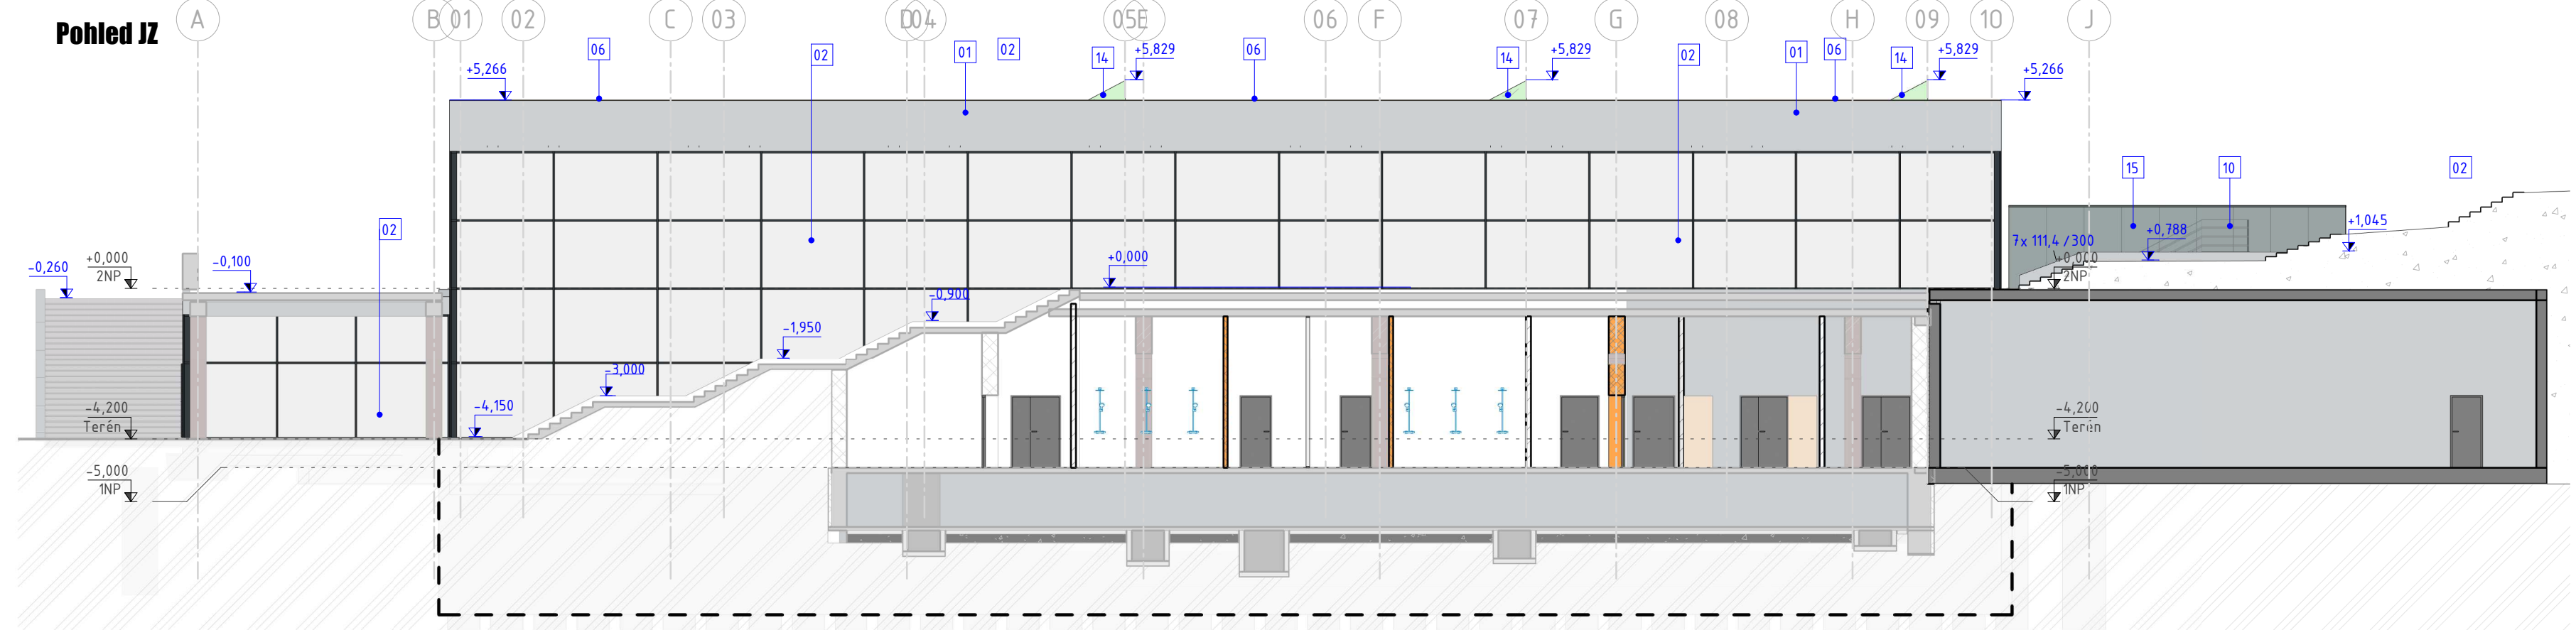 Pohled JZ
A
B
01
02
C
03
D
04
05
E
06
F
07
G
08
H
09
10
J
06
02
01
02
14
+5,829
06
14
+5,829
02
01
06
14
+5,829
+5,266
+5,266
15
10
02
02
+1,045
+0,788
7x 111,4 / 300
+0,000
2NP
-0,260
-0,100
+0,000
+0,000
2NP
-0,900
-1,950
-3,000
-4,150
-4,200
Terén
-4,200
Terén
-5,000
1NP
-5,000
1NP